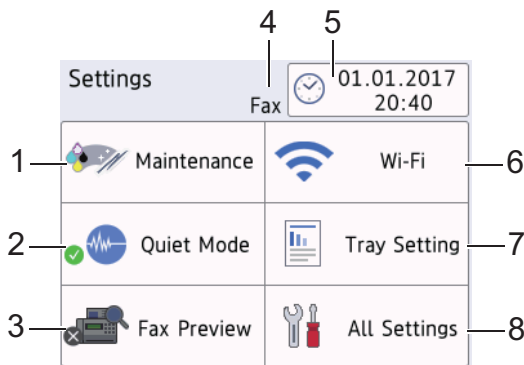 4 5
Settings
Fax
01.01.2017
20:40
1 Maintenance
Wi-Fi 6
2 Quiet Mode
Tray Setting 7
3 Fax Preview
All Settings 8